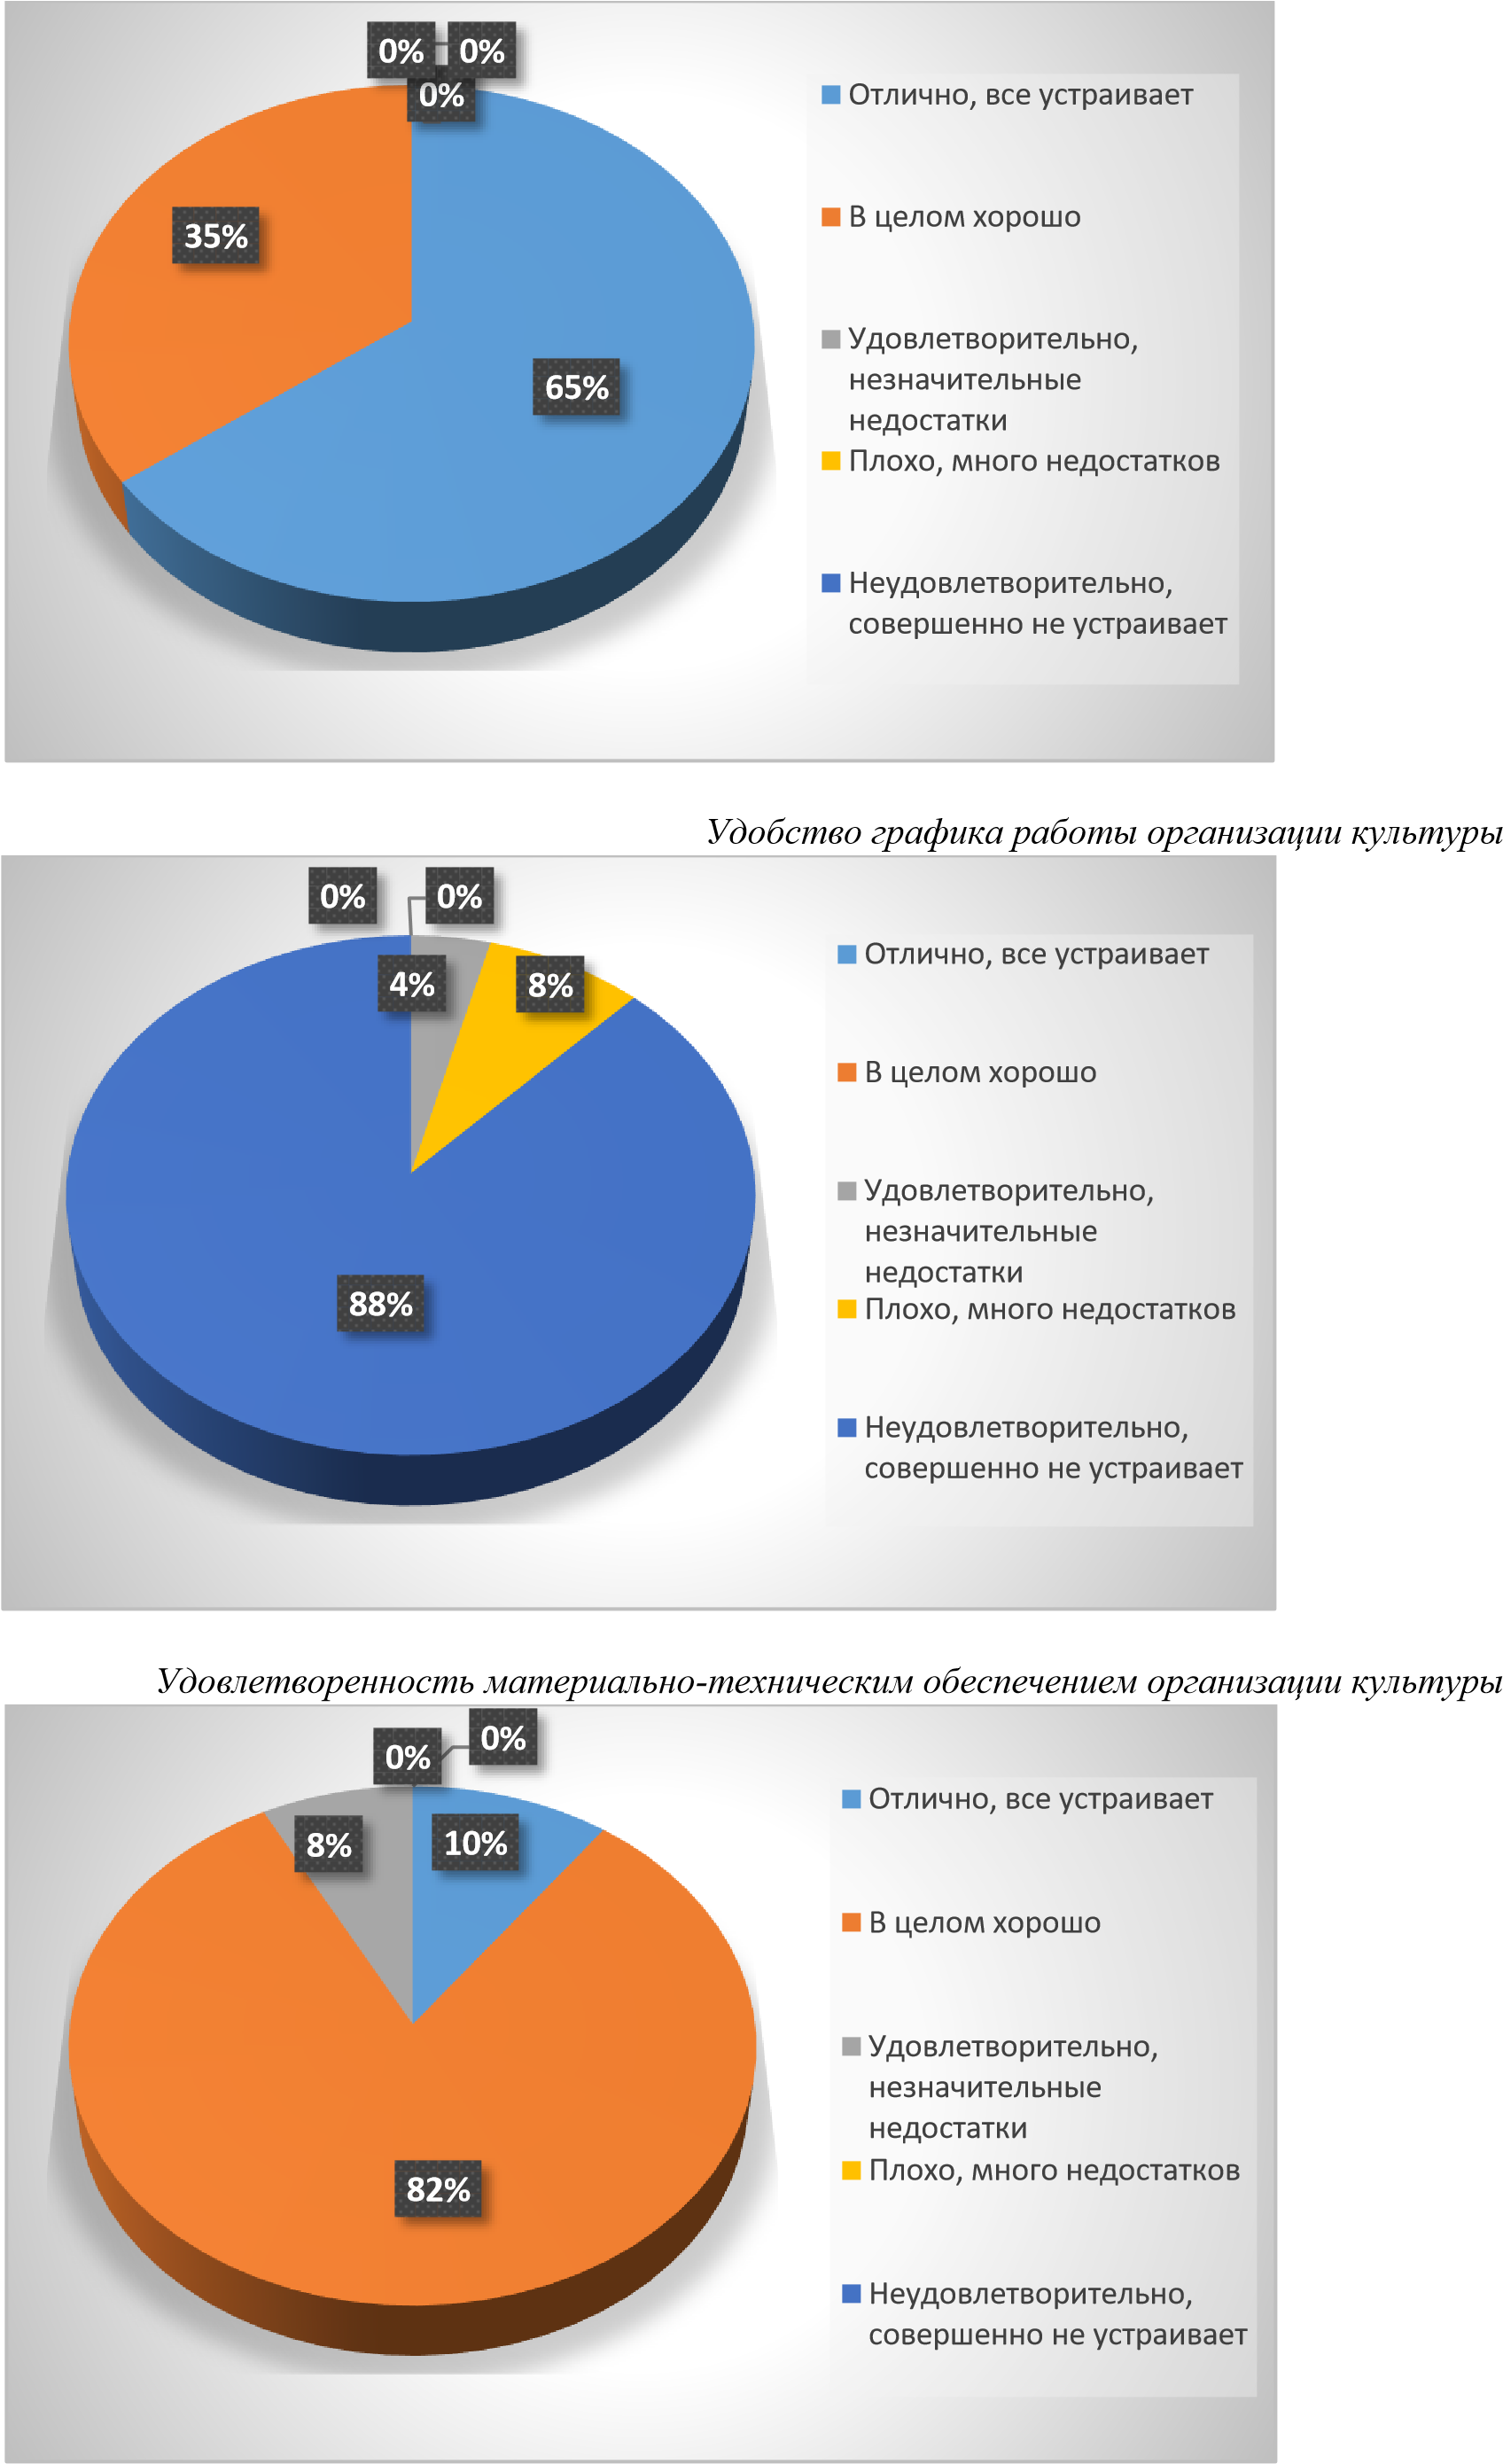 0%
0%
0%
35%
65%
Отлично, все устраивает
В целом хорошо
Удовлетворительно,
незначительные
недостатки
Плохо, много недостатков
Неудовлетворительно,
совершенно не устраивает
Удобство графика работы организации культуры
0%
0%
4%
8%
88%
Отлично, все устраивает
В целом хорошо
Удовлетворительно,
незначительные
недостатки
Плохо, много недостатков
Неудовлетворительно,
совершенно не устраивает
Удовлетворенность материально-техническим обеспечением организации культуры
0%
0%
8%
10%
82%
Отлично, все устраивает
В целом хорошо
Удовлетворительно,
незначительные
недостатки
Плохо, много недостатков
Неудовлетворительно,
совершенно не устраивает